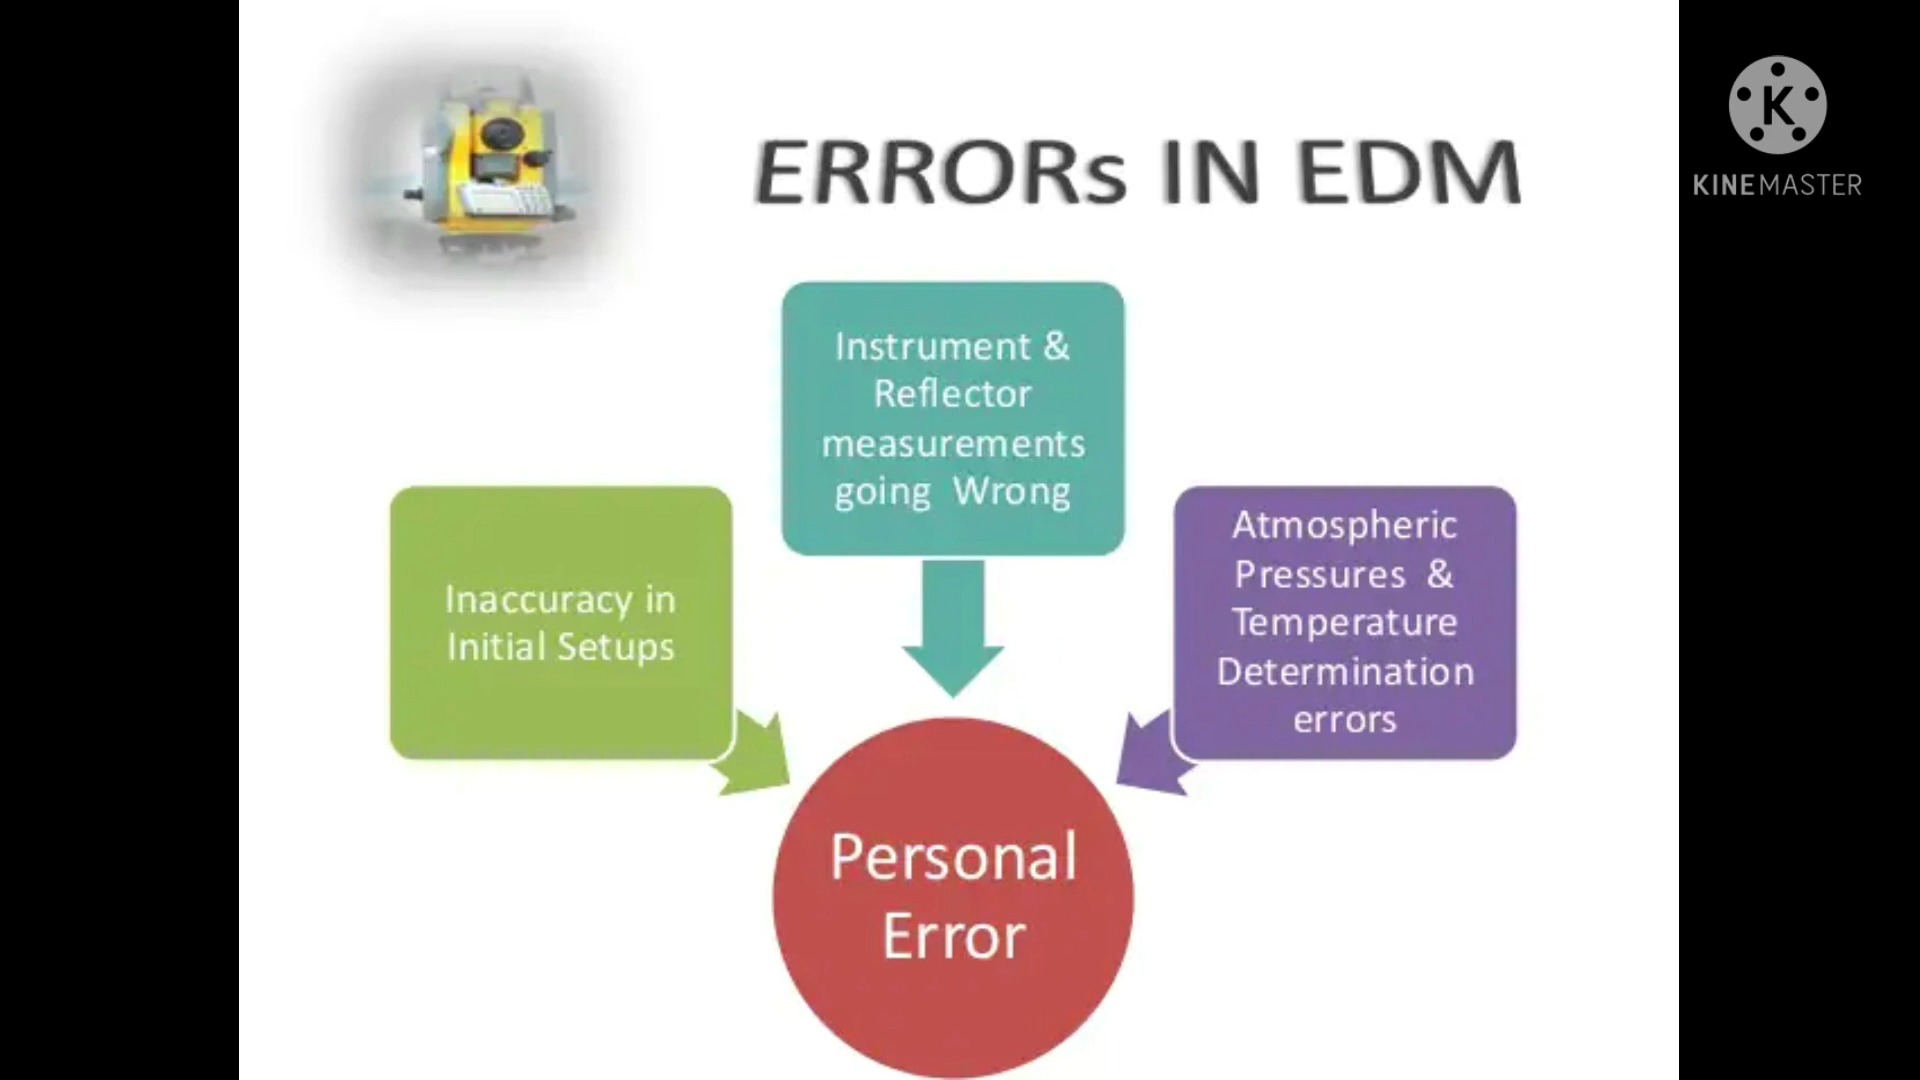 ERRORs IN EDM
K
KINEMASTER
Instrument &
Reflector
measurements
going Wrong
Inaccuracy in
Initial Setups
Atmospheric
Pressures &
Temperature
Determination
errors
Personal
Error